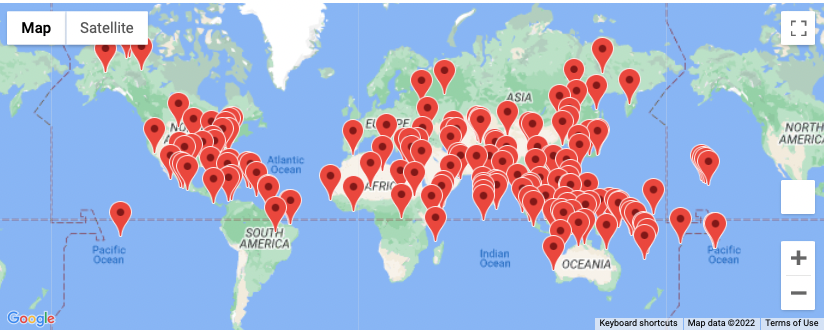 Map
Satellite
ASIA
EUROPE
NORTH
AMERICA
Atlantic
Ocean
AFRIC
SOUTH
AMERICA
Pacific
Ocean
Indian
Ocean
OCEANIA
Pacific
Ocean
Google
Keyboard shortcuts
Map data ©2022
Terms of Use